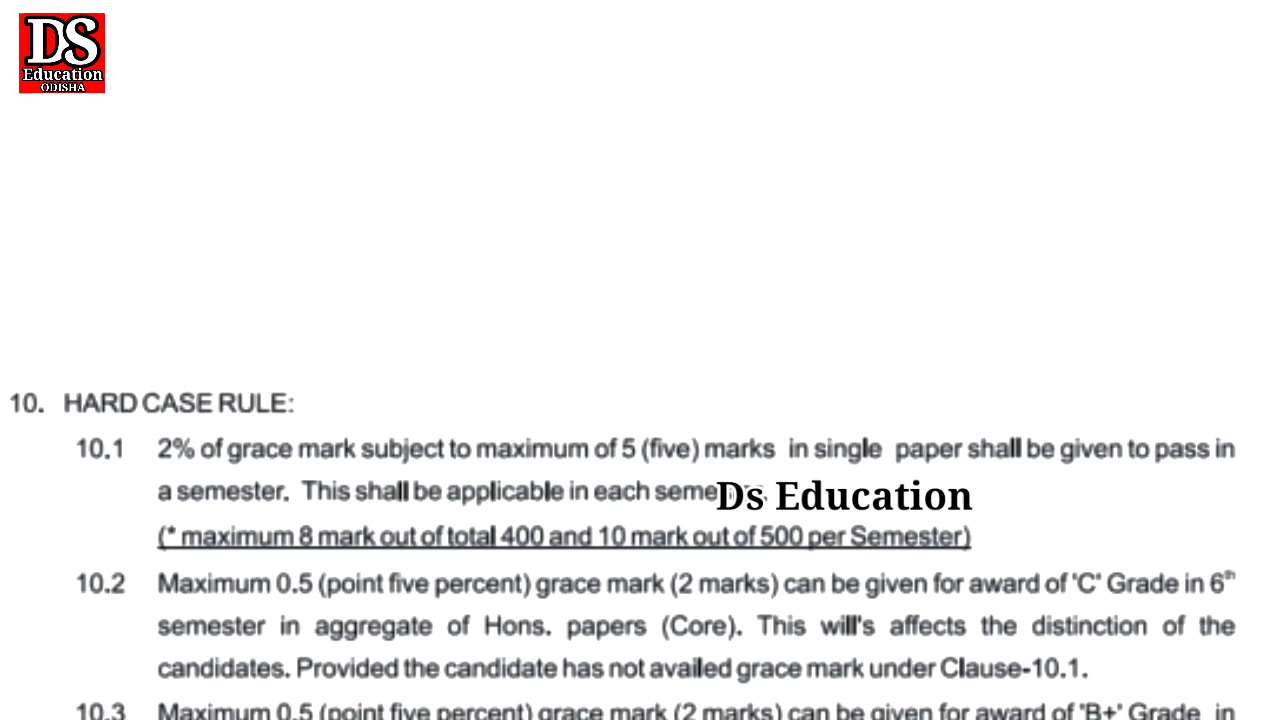 DS
Education
ODISHA
10. HARD CASE RULE:
10.1 2% of grace mark subject to maximum of 5 (five) marks in single paper shall be given to pass in
a semester. This shall be applicable in each
Ds Education
(* maximum 8 mark out of total 400 and 10 mark out of 500 per Semester)
10.2 Maximum 0.5 (point five percent) grace mark (2 marks) can be given for award of 'C' Grade in 6th
semester in aggregate of Hons. papers (Core). This will's affects the distinction of the
candidates. Provided the candidate has not availed grace mark under Clause-10.1.
10.3 Maximum 0.5 (point five percent) grace mark (2 marks) can be given for award of 'B+' Grade in